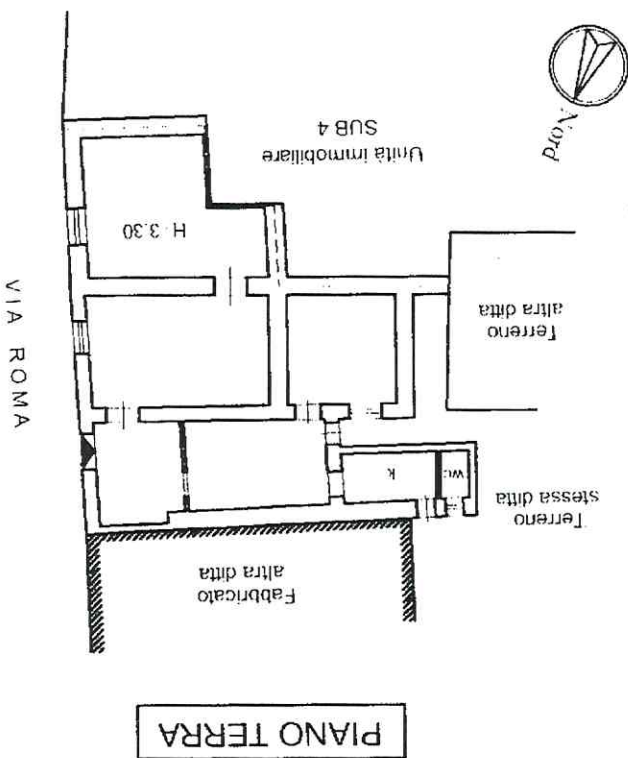 PIANO TERRA
Fabbricato
altra ditta
Terreno
stessa ditta
wc
k
VIA ROMA
Terreno
altra ditta
H 3.30
Unità immobiliare
SUB 4
Nord